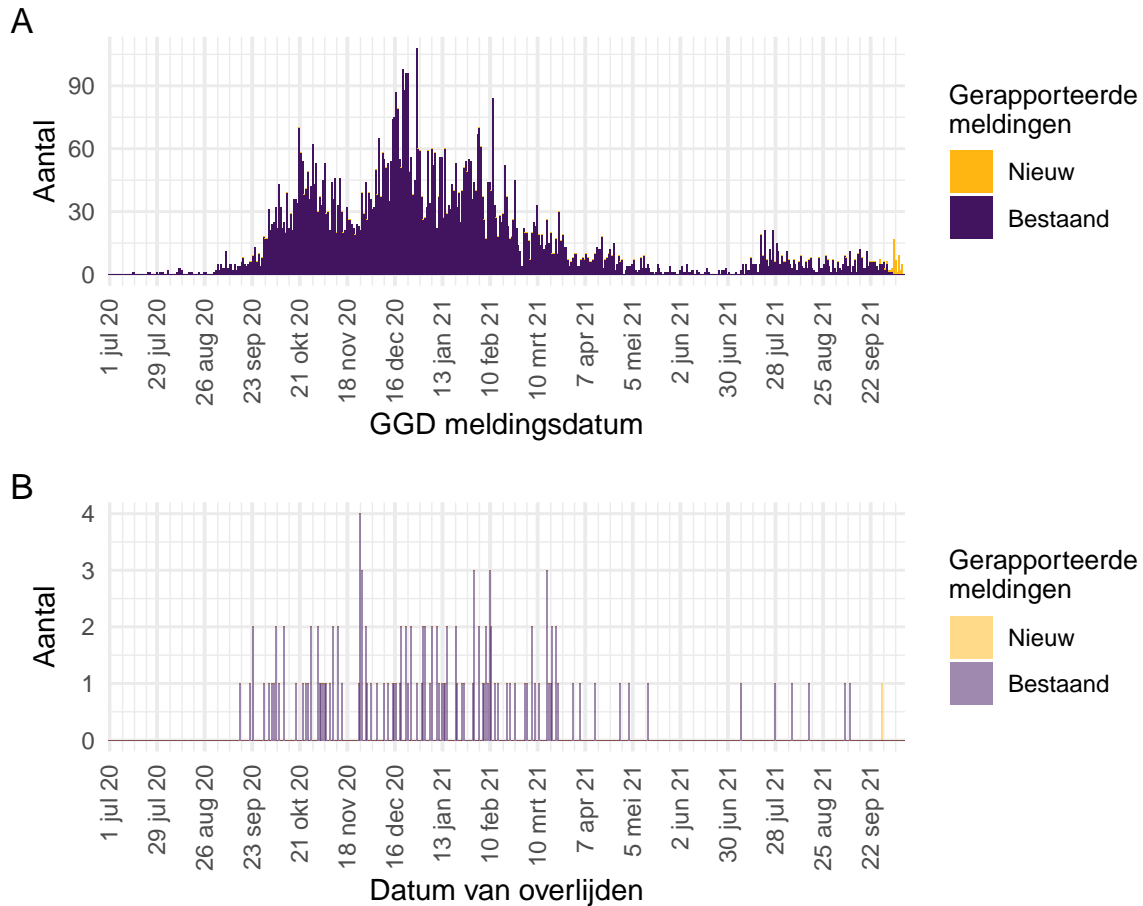 A
Aantal
90
60
30
0
1 jul 20
29 jul 20
26 aug 20
23 sep 20
21 okt 20
18 nov 20
16 dec 20
13 jan 21
10 feb 21
10 mrt 21
7 apr 21
5 mei 21
2 jun 21
30 jun 21
28 jul 21
25 aug 21
22 sep 21
GGD meldingsdatum
Gerapporteerde
meldingen
Nieuw
Bestaand
B
Aantal
4
3
2
1
0
1 jul 20
29 jul 20
26 aug 20
23 sep 20
21 okt 20
18 nov 20
16 dec 20
13 jan 21
10 feb 21
10 mrt 21
7 apr 21
5 mei 21
2 jun 21
30 jun 21
28 jul 21
25 aug 21
22 sep 21
Datum van overlijden
Gerapporteerde
meldingen
Nieuw
Bestaand